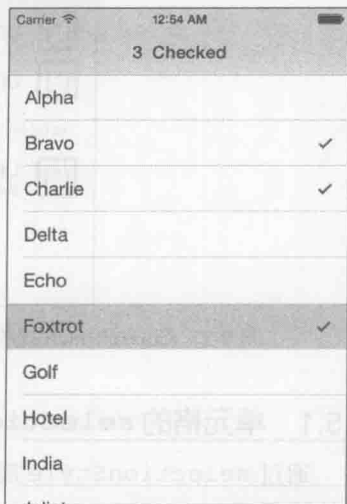 Carrier 12:54 AM
3 Checked
Alpha
Bravo
Charlie
Delta
Echo
Foxtrot
Golf
Hotel
India